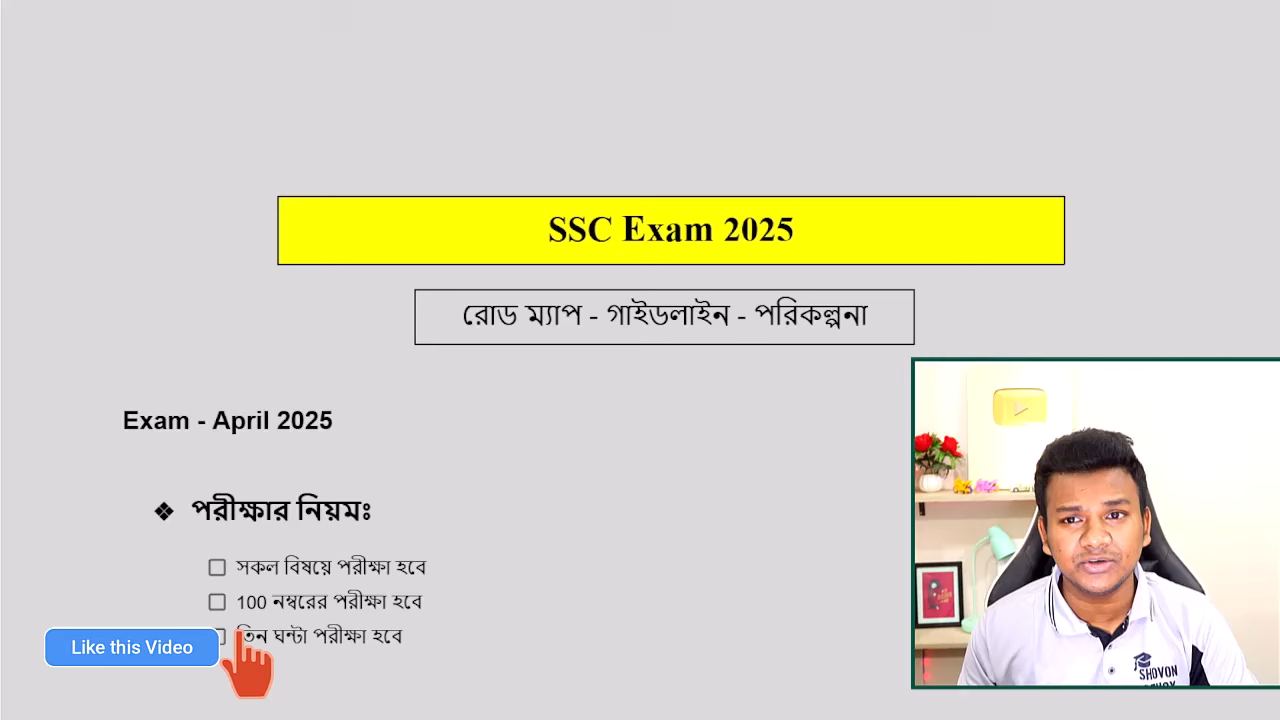 SSC Exam 2025
রোড ম্যাপ - গাইডলাইন - পরিকল্পনা
Exam - April 2025
❖ পরীক্ষার নিয়মঃ
সকল বিষয়ে পরীক্ষা হবে
100 নম্বরের পরীক্ষা হবে
তিন ঘন্টা পরীক্ষা হবে
Like this Video
SHOVON